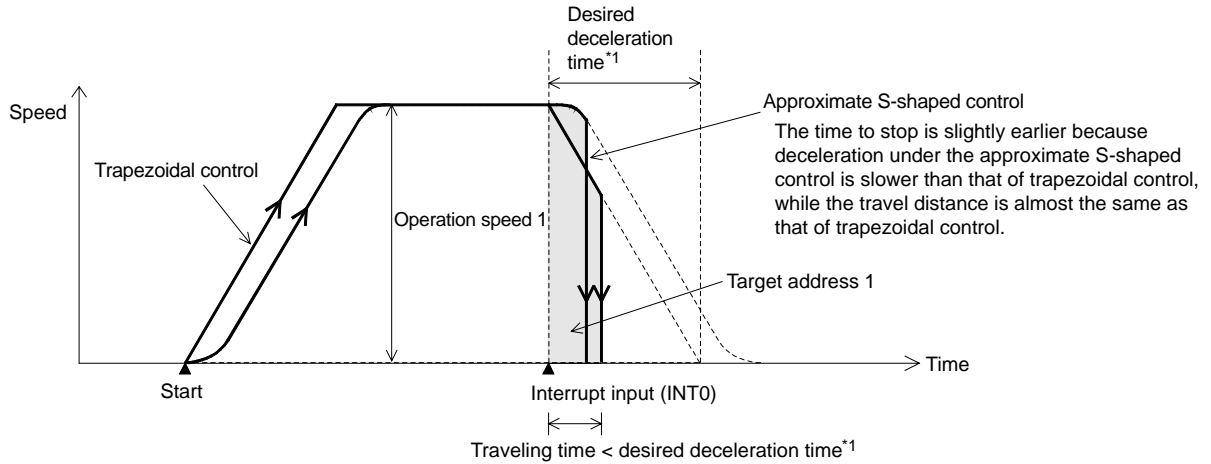 Desired
deceleration
time*1
Speed
Approximate S-shaped control
The time to stop is slightly earlier because
deceleration under the approximate S-shaped
control is slower than that of trapezoidal control,
while the travel distance is almost the same as
that of trapezoidal control.
Trapezoidal control
Operation speed 1
Target address 1
Time
Start
Interrupt input (INT0)
Traveling time < desired deceleration time*1